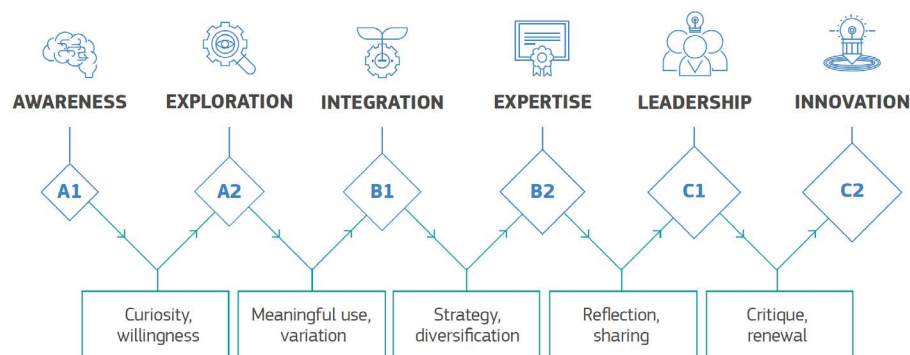 AWARENESS
EXPLORATION
INTEGRATION
EXPERTISE
LEADERSHIP
INNOVATION
A1
A2
B1
B2
C1
C2
Curiosity,
willingness
Meaningful use,
variation
Strategy,
diversification
Reflection,
sharing
Critique,
renewal